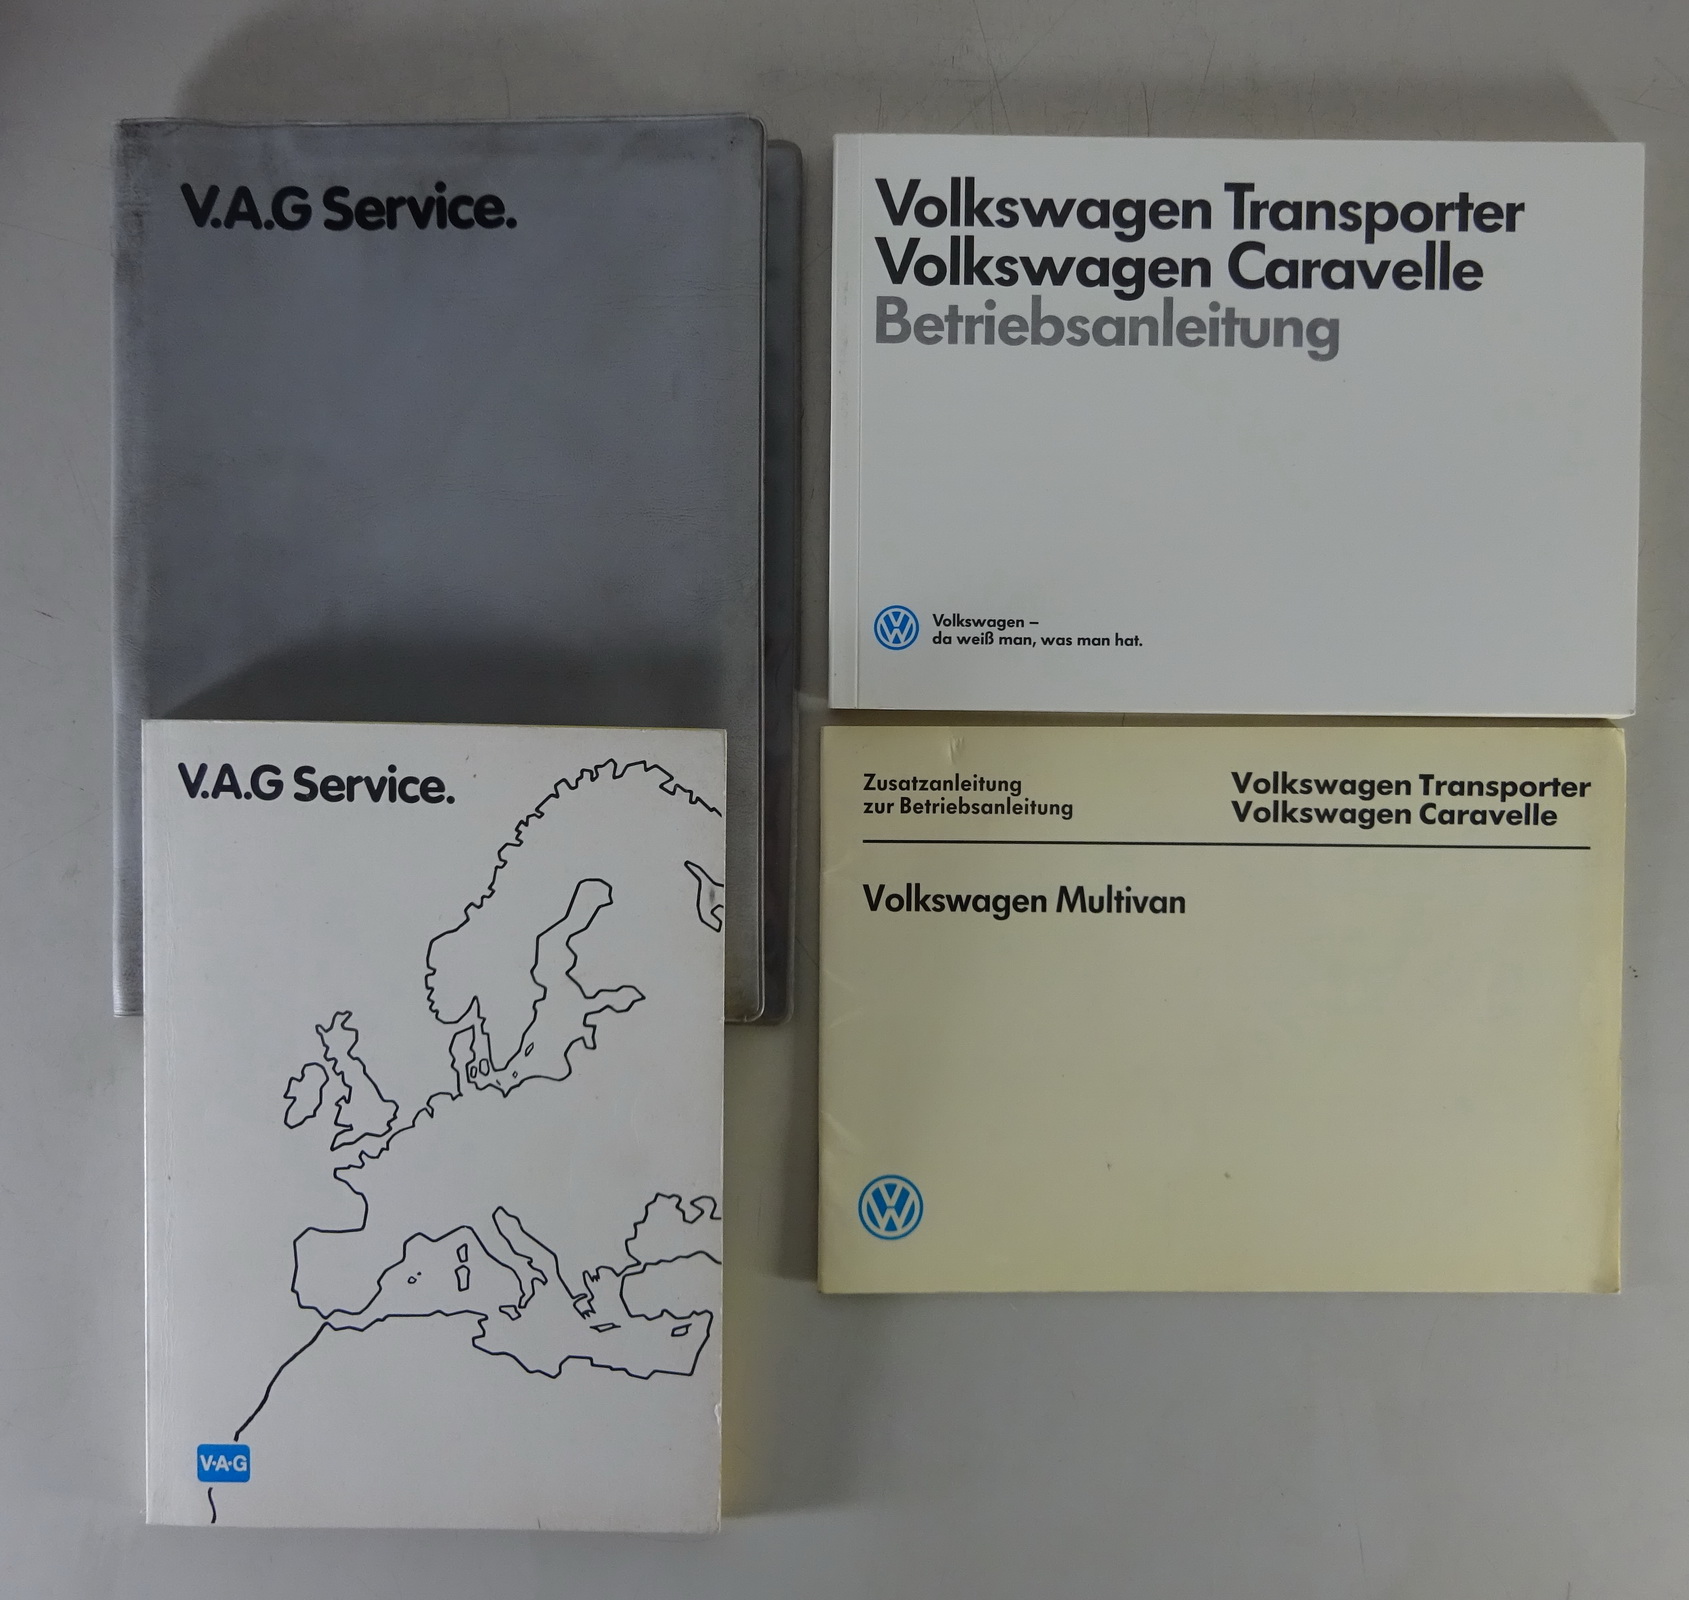 V.A.G Service.
Volkswagen Transporter
Volkswagen Caravelle
Betriebsanleitung
Volkswagen –
da weiß man, was man hat.
V.A.G Service.
V·A·G
Zusatzanleitung
zur Betriebsanleitung
Volkswagen Transporter
Volkswagen Caravelle
Volkswagen Multivan